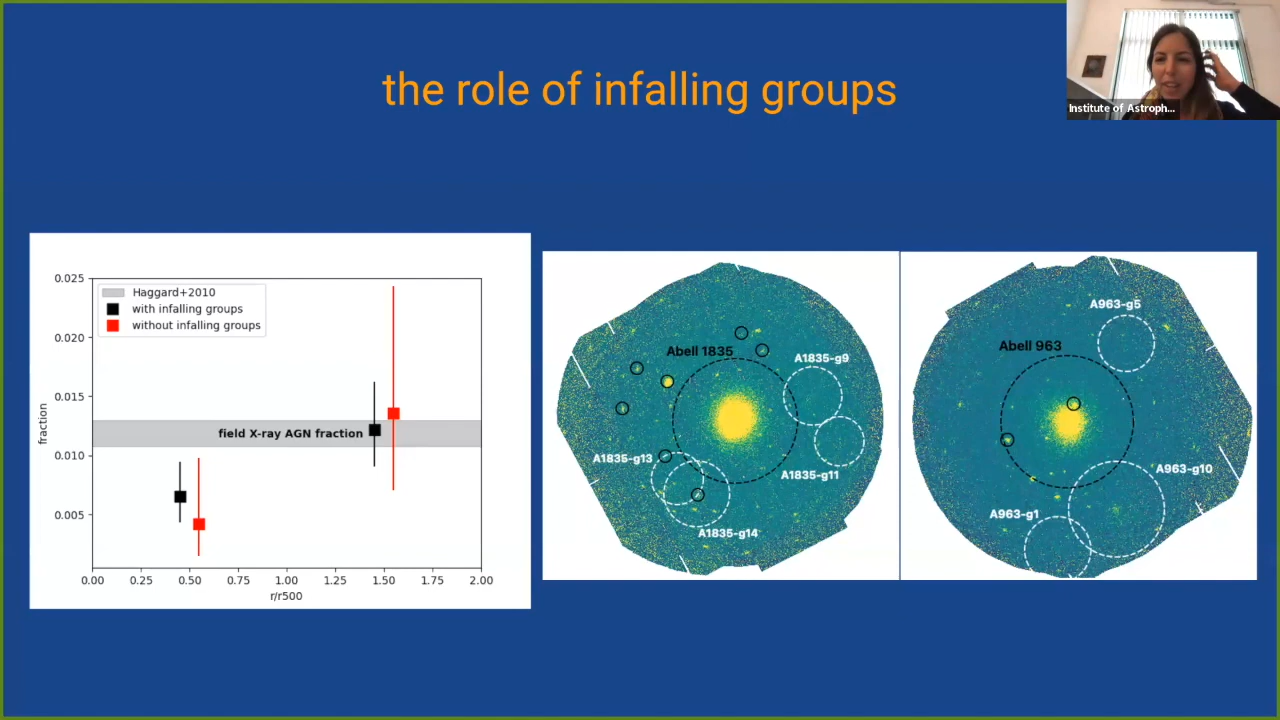 the role of infalling groups
Institute of Astroph...
0.025
0.020
0.015
0.010
0.005
fraction
Haggard+2010
with infalling groups
without infalling groups
field X-ray AGN fraction
0.00 0.25 0.50 0.75 1.00 1.25 1.50 1.75 2.00
r/r500
Abell 1835
A1835-g9
A1835-g13
A1835-g11
A1835-g14
A963-g5
Abell 963
A963-g10
A963-g1